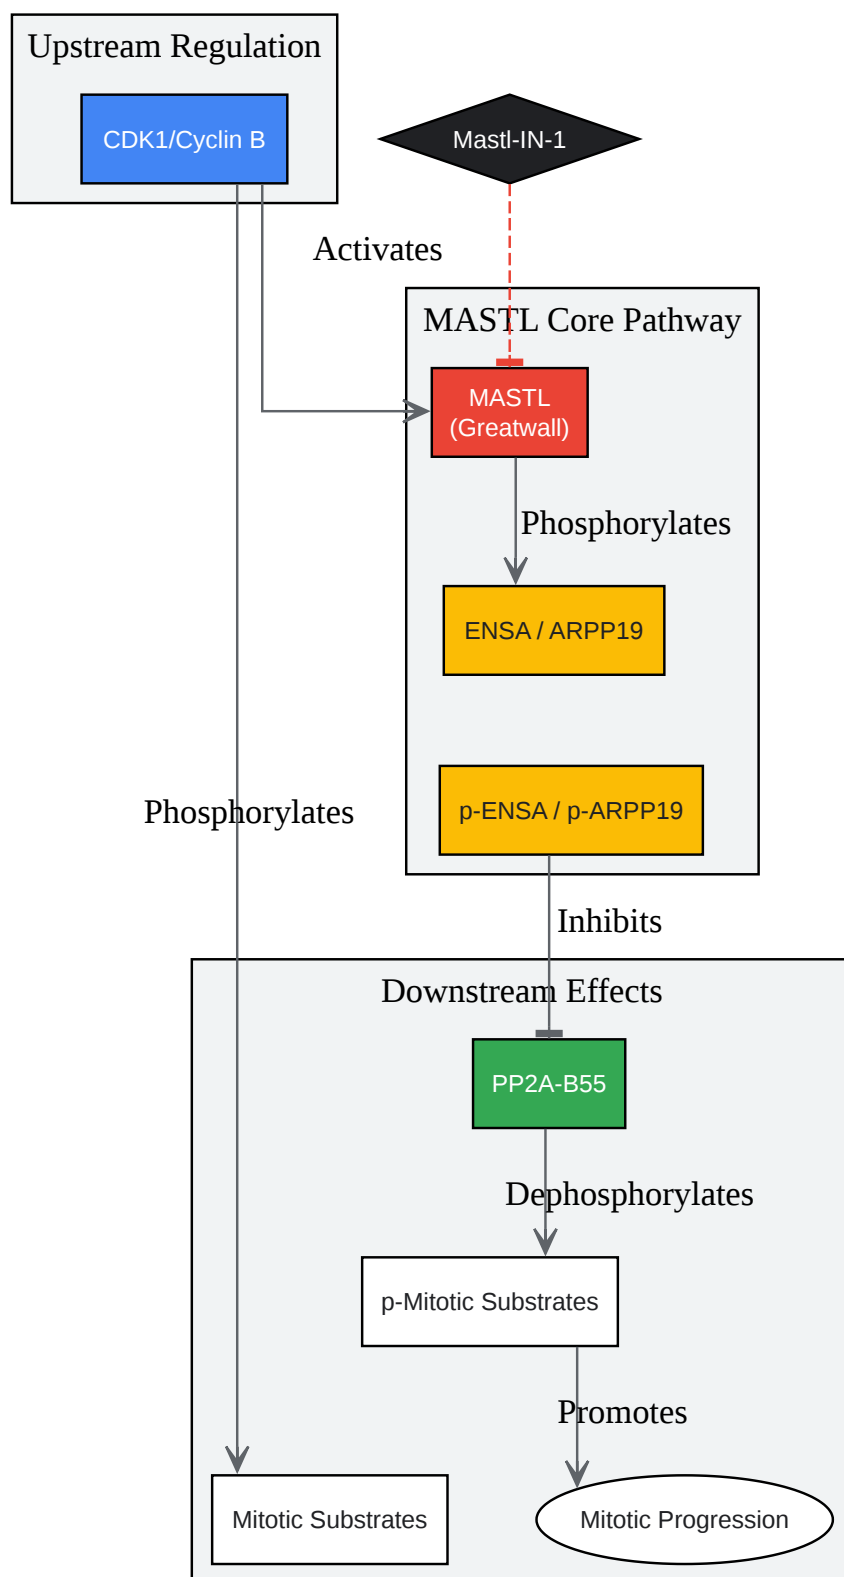 Upstream Regulation
CDK1/Cyclin B
Mastl-IN-1
Activates
MASTL Core Pathway
MASTL
(Greatwall)
Phosphorylates
ENSA / ARPP19
p-ENSA / p-ARPP19
Phosphorylates
Inhibits
Downstream Effects
PP2A-B55
Dephosphorylates
p-Mitotic Substrates
Promotes
Mitotic Substrates
Mitotic Progression